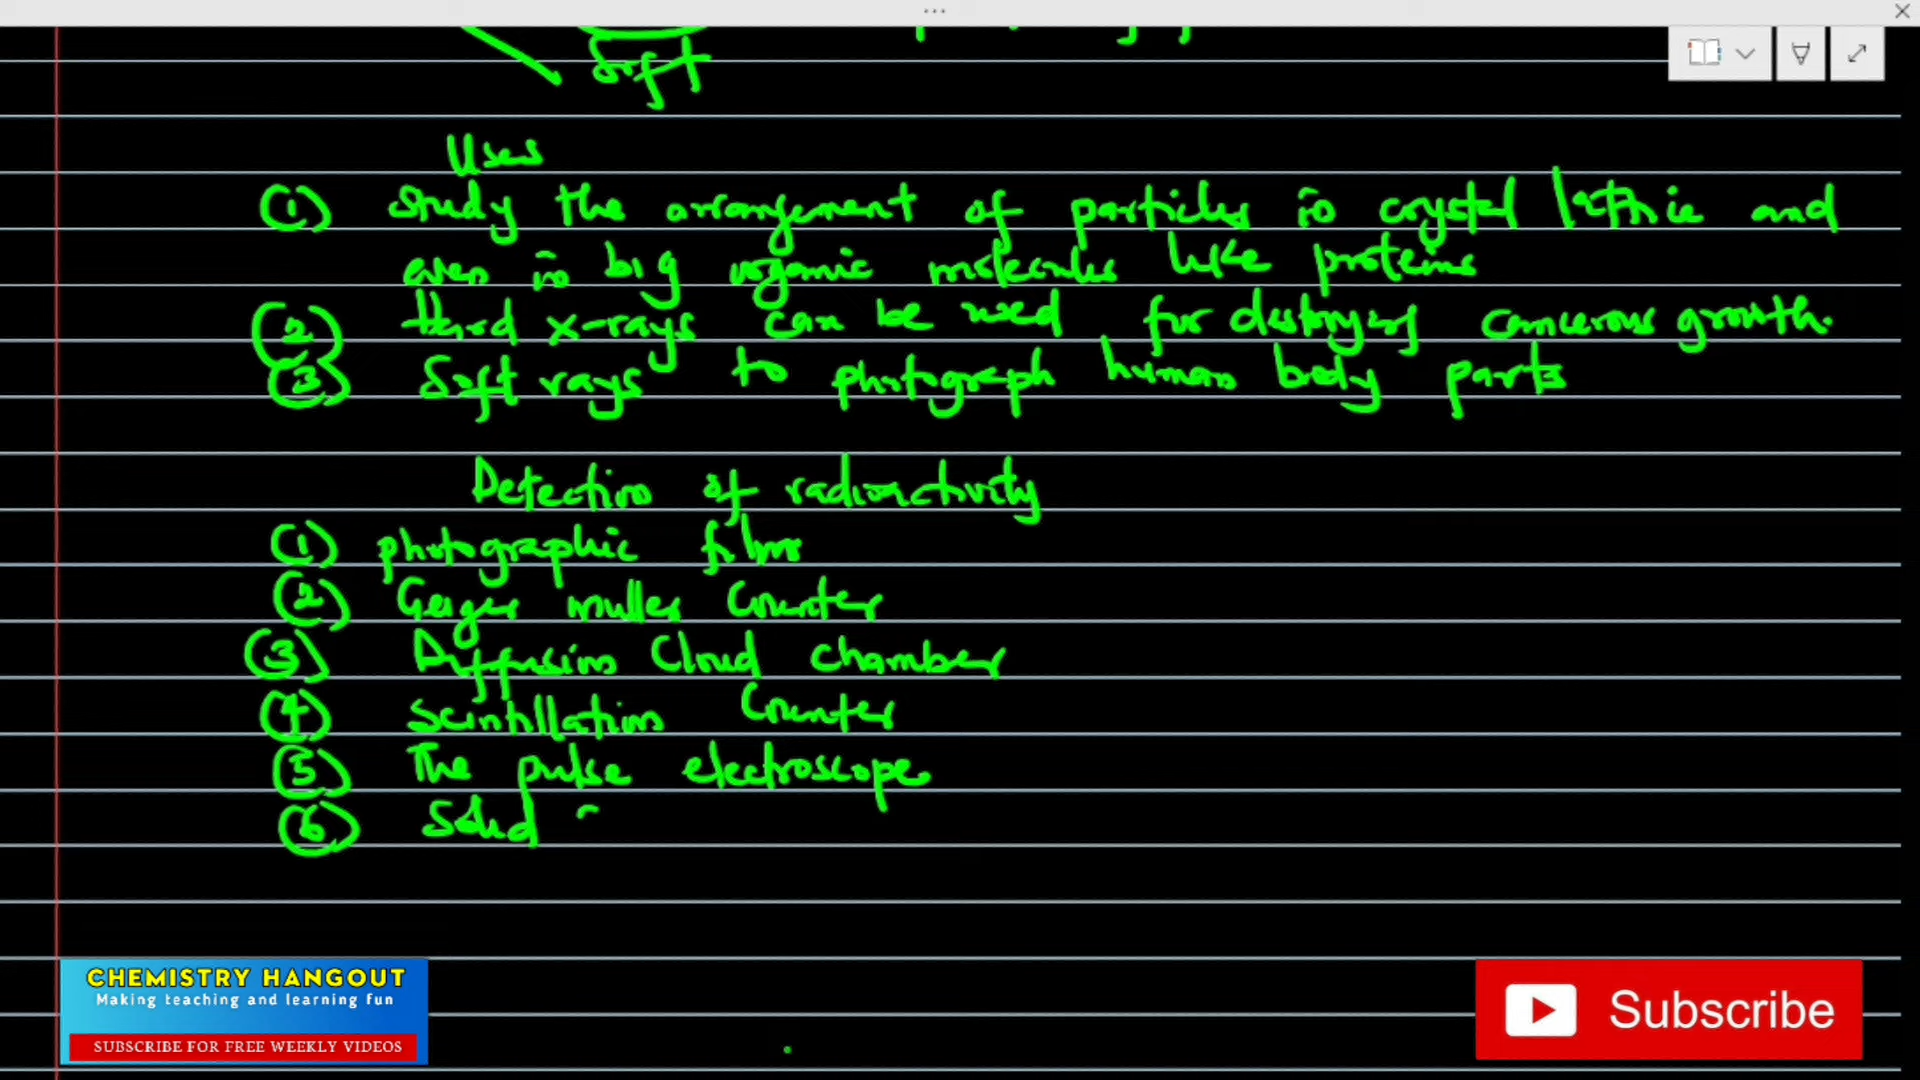 soft
Uses
(1) Study the arrangement of particles in crystal lattice and
even in big organic molecules like proteins
(2) Hard x-rays can be used for destroying cancerous growth.
(3) Soft rays to photograph human body parts
Detection of radioactivity
(1) photographic films
(2) Geiger muller Counter
(3) Diffusion Cloud chamber
(4) Scintillation Counter
(5) The pulse electroscope
(6) Solid
CHEMISTRY HANGOUT
Making teaching and learning fun
SUBSCRIBE FOR FREE WEEKLY VIDEOS
Subscribe